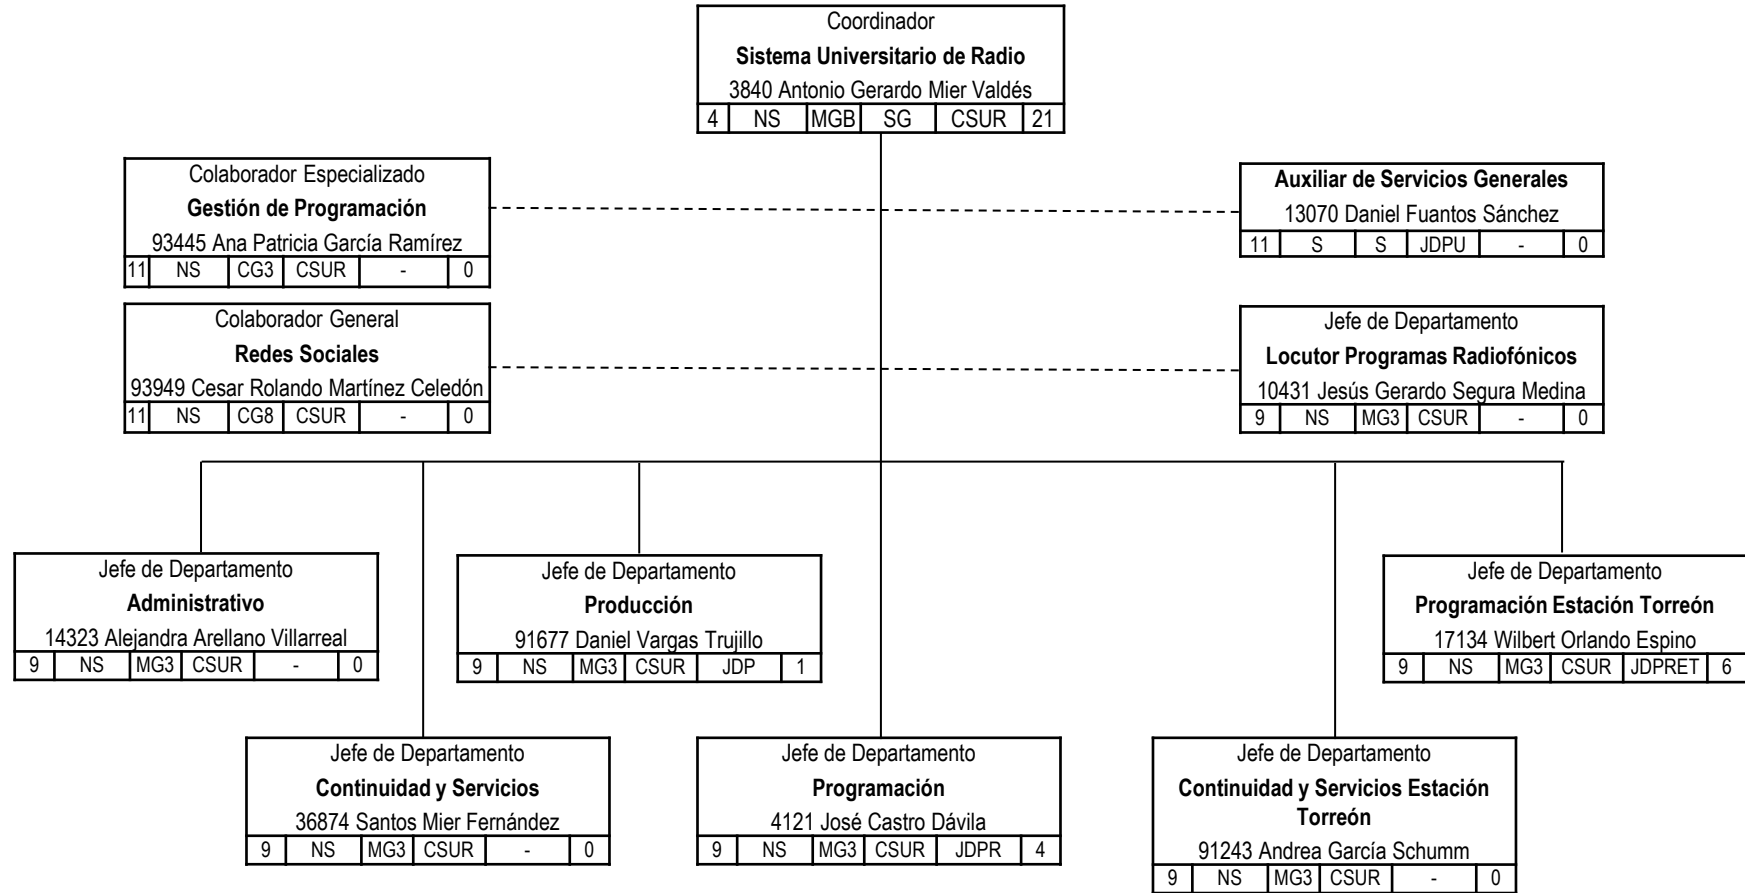 Coordinador
Sistema Universitario de Radio
3840 Antonio Gerardo Mier Valdés
4 NS MGB SG CSUR 21
Colaborador Especializado
Gestión de Programación
93445 Ana Patricia García Ramírez
11 NS CG3 CSUR - 0
Auxiliar de Servicios Generales
13070 Daniel Fuantos Sánchez
11 S S JDPU - 0
Colaborador General
Redes Sociales
93949 Cesar Rolando Martínez Celedón
11 NS CG8 CSUR - 0
Jefe de Departamento
Locutor Programas Radiofónicos
10431 Jesús Gerardo Segura Medina
9 NS MG3 CSUR - 0
Jefe de Departamento
Administrativo
14323 Alejandra Arellano Villarreal
9 NS MG3 CSUR - 0
Jefe de Departamento
Producción
91677 Daniel Vargas Trujillo
9 NS MG3 CSUR JDP 1
Jefe de Departamento
Programación Estación Torreón
17134 Wilbert Orlando Espino
9 NS MG3 CSUR JDPRET 6
Jefe de Departamento
Continuidad y Servicios
36874 Santos Mier Fernández
9 NS MG3 CSUR - 0
Jefe de Departamento
Programación
4121 José Castro Dávila
9 NS MG3 CSUR JDPR 4
Jefe de Departamento
Continuidad y Servicios Estación
Torreón
91243 Andrea García Schumm
9 NS MG3 CSUR - 0